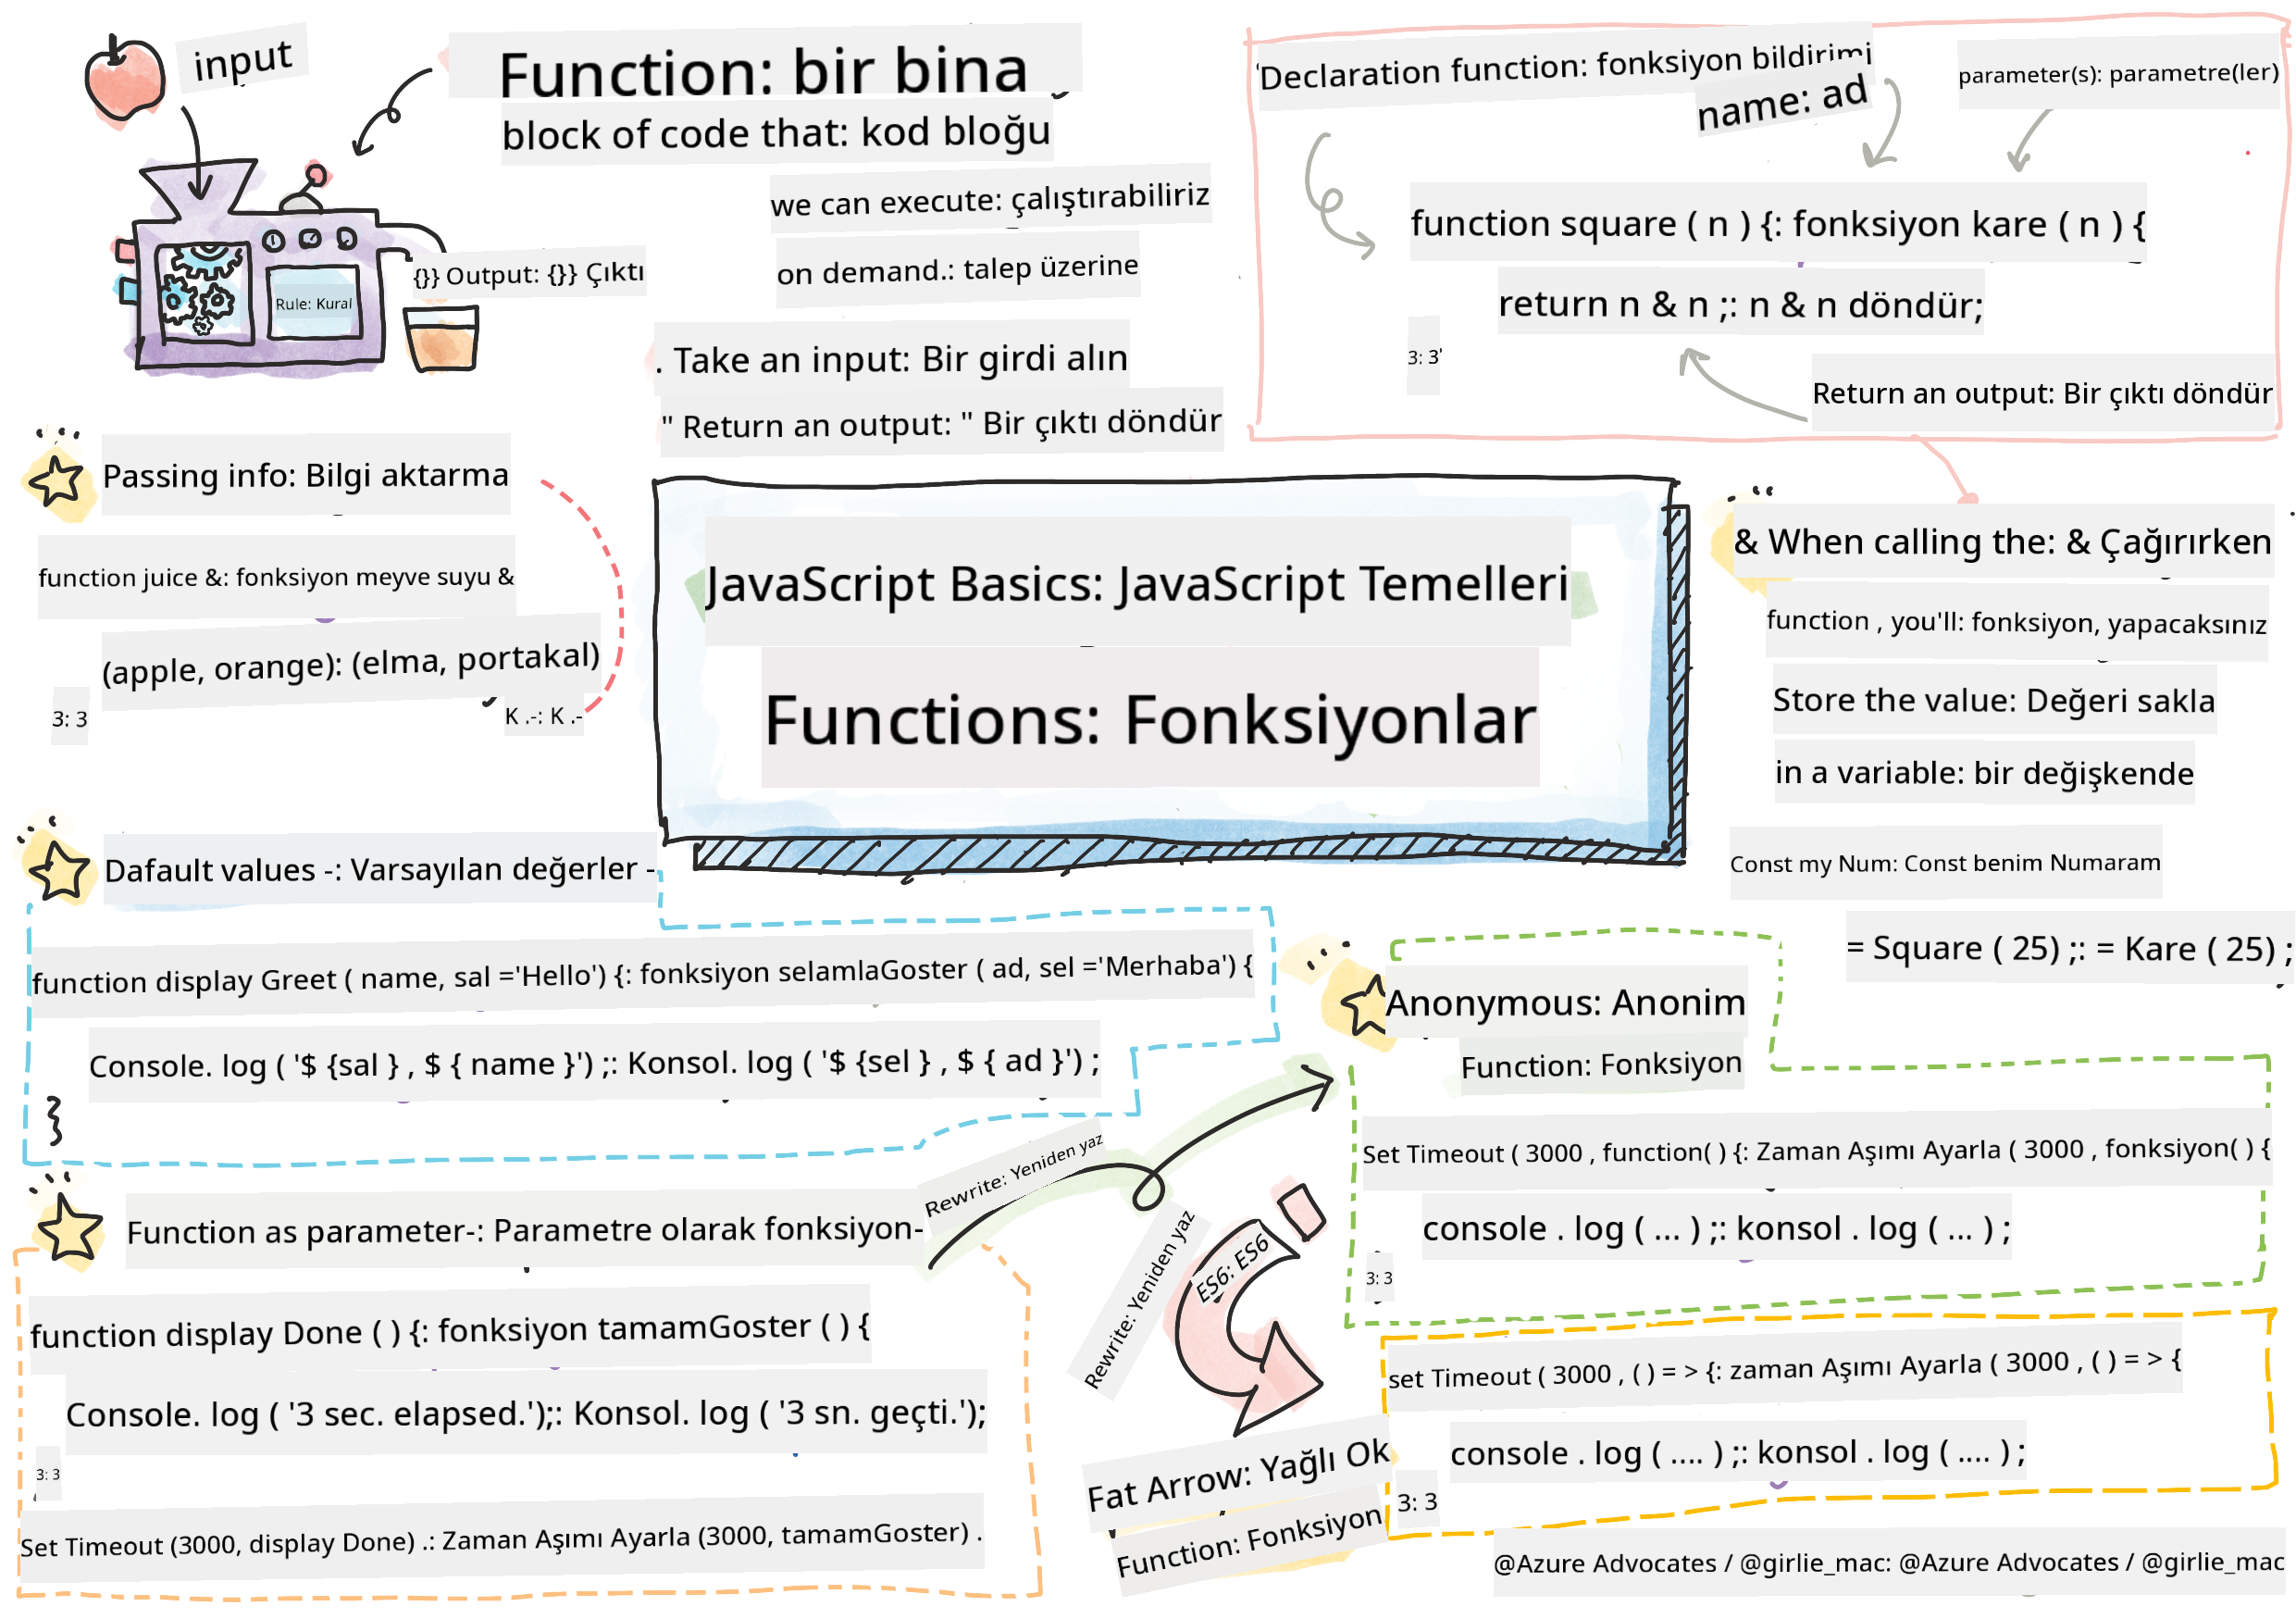 input
Function: bir bina
block of code that: kod bloğu
we can execute: çalıştırabiliriz
on demand.: talep üzerine
{}} Output: {}} Çıktı
Rule: Kural
. Take an input: Bir girdi alın
" Return an output: " Bir çıktı döndür
Declaration function: fonksiyon bildirimi
name: ad
parameter(s): parametre(ler)
function square ( n ) {: fonksiyon kare ( n ) {
return n & n ;: n & n döndür;
3: 3
Return an output: Bir çıktı döndür
Passing info: Bilgi aktarma
function juice &: fonksiyon meyve suyu &
(apple, orange): (elma, portakal)
3: 3
K .-: K .-
JavaScript Basics: JavaScript Temelleri
Functions: Fonksiyonlar
& When calling the: & Çağırırken
function , you'll: fonksiyon, yapacaksınız
Store the value: Değeri sakla
in a variable: bir değişkende
Const my Num: Const benim Numaram
= Square ( 25) ;: = Kare ( 25) ;
Dafault values -: Varsayılan değerler -
function display Greet ( name, sal ='Hello') {: fonksiyon selamlaGoster ( ad, sel ='Merhaba') {
Console. log ( '$ {sal } , $ { name }') ;: Konsol. log ( '$ {sel } , $ { ad }') ;
}
Function as parameter-: Parametre olarak fonksiyon-
function display Done ( ) {: fonksiyon tamamGoster ( ) {
Console. log ( '3 sec. elapsed.');: Konsol. log ( '3 sn. geçti.');
3: 3
Set Timeout (3000, display Done) .: Zaman Aşımı Ayarla (3000, tamamGoster) .
Rewrite: Yeniden yaz
Rewrite: Yeniden yaz
ES6: ES6
Anonymous: Anonim
Function: Fonksiyon
Set Timeout ( 3000 , function( ) {: Zaman Aşımı Ayarla ( 3000 , fonksiyon( ) {
console . log ( ... ) ;: konsol . log ( ... ) ;
3: 3
Fat Arrow: Yağlı Ok
Function: Fonksiyon
set Timeout ( 3000 , ( ) = > {: zaman Aşımı Ayarla ( 3000 , ( ) = > {
console . log ( .... ) ;: konsol . log ( .... ) ;
3: 3
@Azure Advocates / @girlie_mac: @Azure Advocates / @girlie_mac